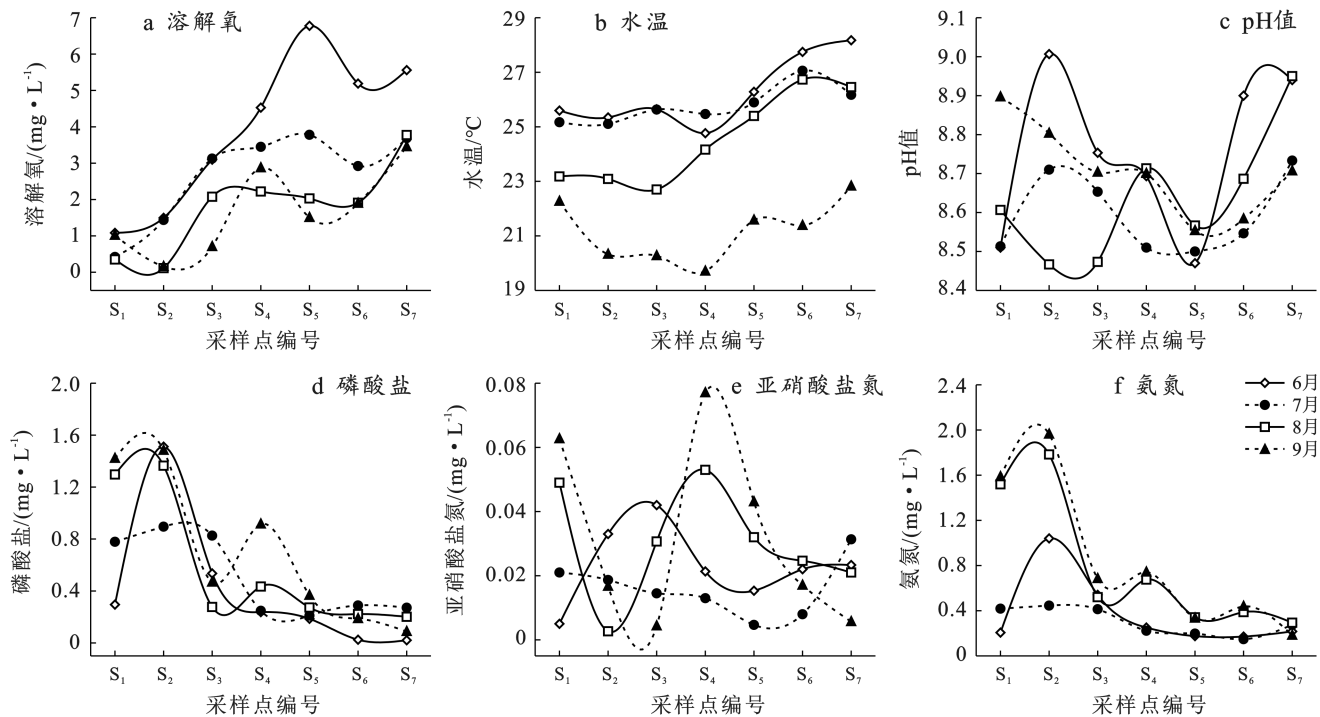 a 溶解氧
溶解氧/(mg·L⁻¹)
7
6
5
4
3
2
1
0
S₁ S₂ S₃ S₄ S₅ S₆ S₇
采样点编号
b 水温
水温/℃
29
27
25
23
21
19
S₁ S₂ S₃ S₄ S₅ S₆ S₇
采样点编号
c pH值
pH值
9.1
9.0
8.9
8.8
8.7
8.6
8.5
8.4
S₁ S₂ S₃ S₄ S₅ S₆ S₇
采样点编号
d 磷酸盐
磷酸盐/(mg·L⁻¹)
2.0
1.6
1.2
0.8
0.4
0
S₁ S₂ S₃ S₄ S₅ S₆ S₇
采样点编号
e 亚硝酸盐氮
亚硝酸盐氮/(mg·L⁻¹)
0.08
0.06
0.04
0.02
0
S₁ S₂ S₃ S₄ S₅ S₆ S₇
采样点编号
f 氨氮
氨氮/(mg·L⁻¹)
2.4
2.0
1.6
1.2
0.8
0.4
0
S₁ S₂ S₃ S₄ S₅ S₆ S₇
采样点编号
6月
7月
8月
9月